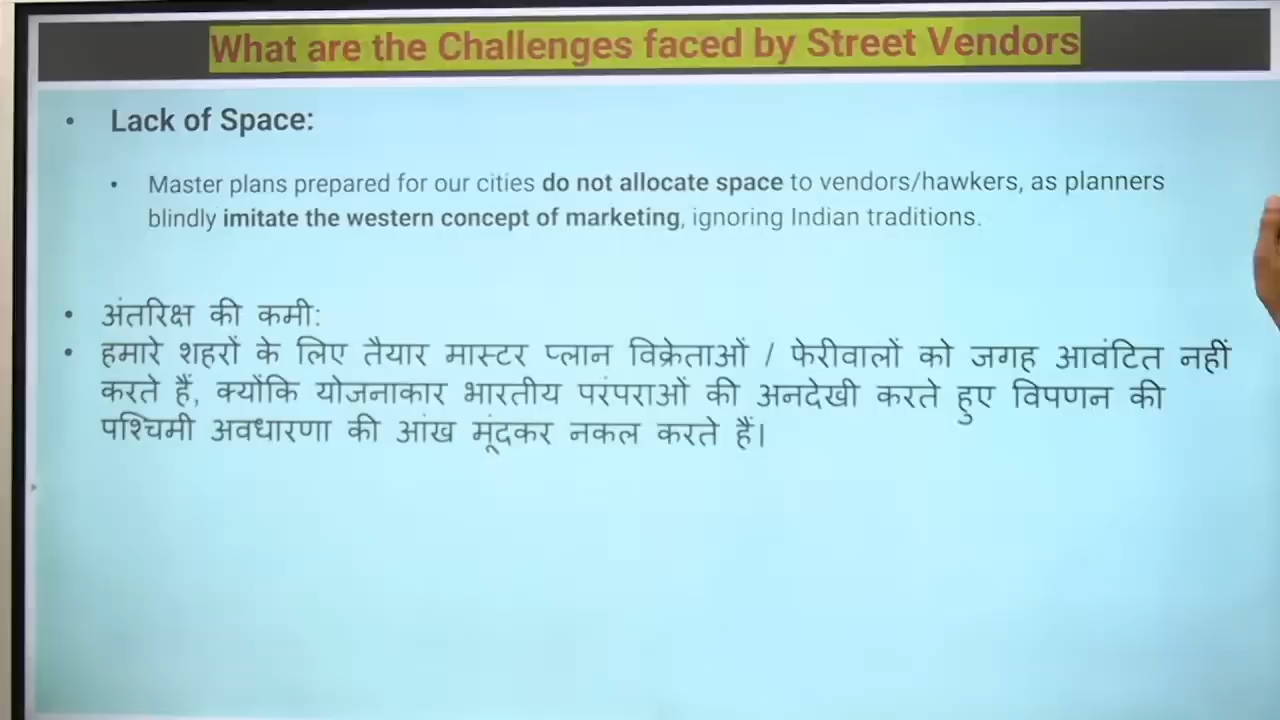 What are the Challenges faced by Street Vendors
• Lack of Space:
• Master plans prepared for our cities do not allocate space to vendors/hawkers, as planners
blindly imitate the western concept of marketing, ignoring Indian traditions.
• अंतरिक्ष की कमी:
• हमारे शहरों के लिए तैयार मास्टर प्लान विक्रेताओं / फेरीवालों को जगह आवंटित नहीं
करते हैं, क्योंकि योजनाकार भारतीय परंपराओं की अनदेखी करते हुए विपणन की
पश्चिमी अवधारणा की आंख मूंदकर नकल करते हैं।